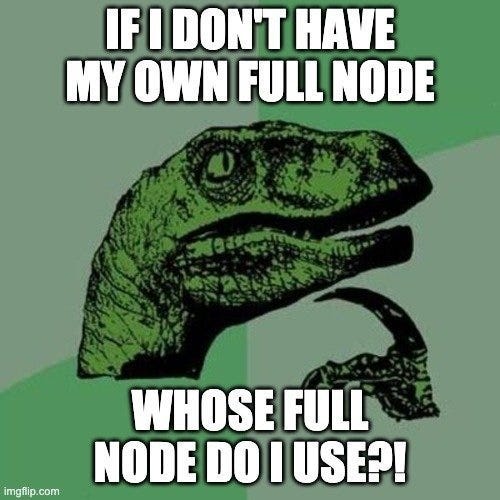 IF I DON'T HAVE
MY OWN FULL NODE
WHOSE FULL
NODE DO I USE?!
imgflip.com